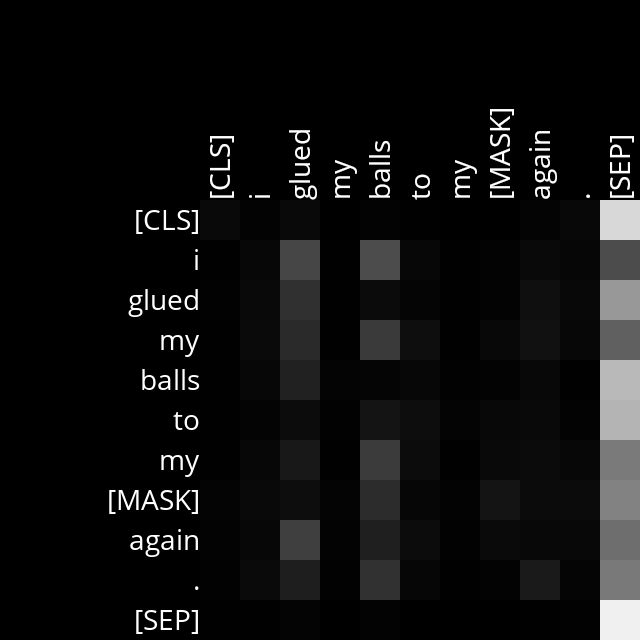 [CLS] i glued my balls to my [MASK] again . [SEP]
[CLS]
i
glued
my
balls
to
my
[MASK]
again
.
[SEP]